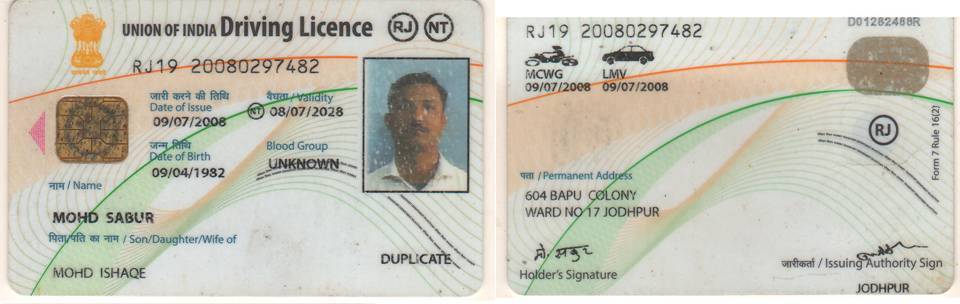 UNION OF INDIA Driving Licence RJ NT
RJ19 20080297482
जारी करने की तिथि
Date of Issue
09/07/2008
वैधता / Validity
NT 08/07/2028
जन्म तिथि
Date of Birth
09/04/1982
Blood Group
UNKNOWN
नाम / Name
MOHD SABUR
पिता/पति का नाम / Son/Daughter/Wife of
MOHD ISHAQE
DUPLICATE
D01282488R
RJ19 20080297482
MCWG LMV
09/07/2008 09/07/2008
RJ
Form 7 Rule 16(2)
पता / Permanent Address
604 BAPU COLONY
WARD NO 17 JODHPUR
मो. सबुर
Holder's Signature
जारीकर्ता / Issuing Authority Sign
JODHPUR